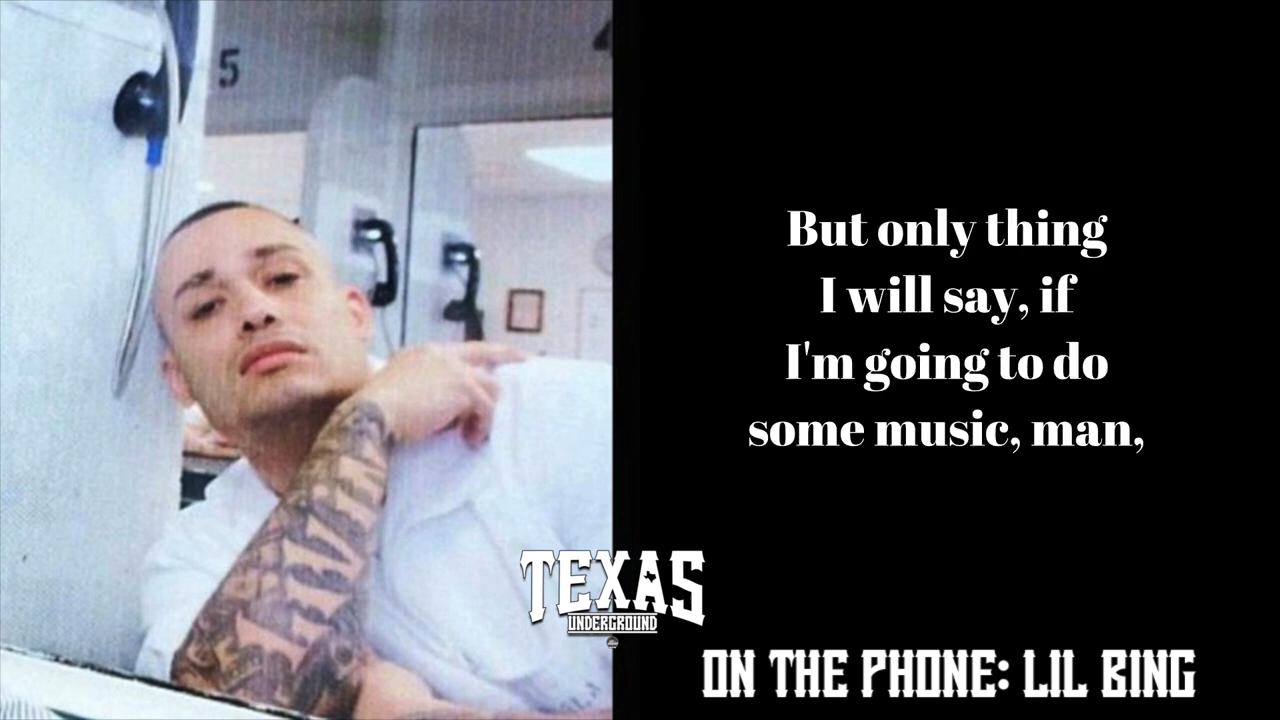 5
But only thing
I will say, if
I'm going to do
some music, man,
LIVIN
TEXAS
UNDERGROUND
ON THE PHONE: LIL BING